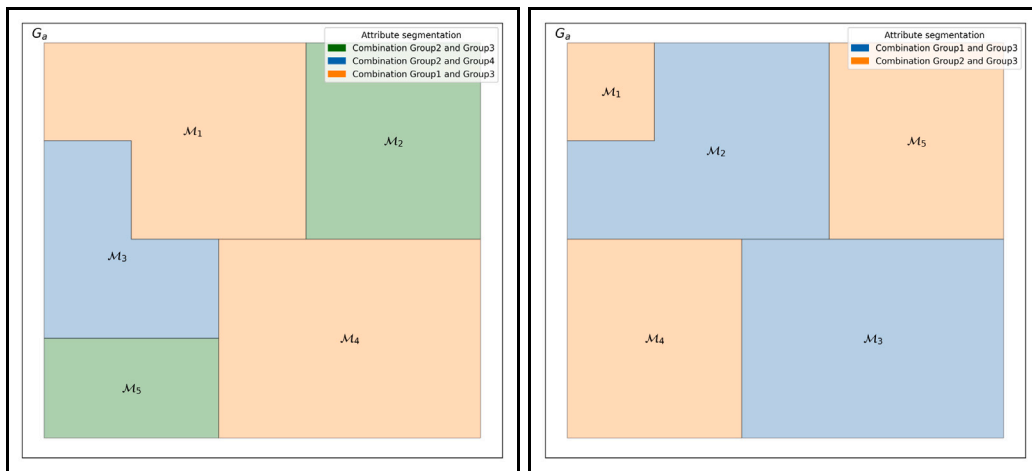 G_a
Attribute segmentation
Combination Group2 and Group3
Combination Group2 and Group4
Combination Group1 and Group3
ℳ₁
ℳ₂
ℳ₃
ℳ₄
ℳ₅
G_a
Attribute segmentation
Combination Group1 and Group3
Combination Group2 and Group3
ℳ₁
ℳ₅
ℳ₂
ℳ₄
ℳ₃